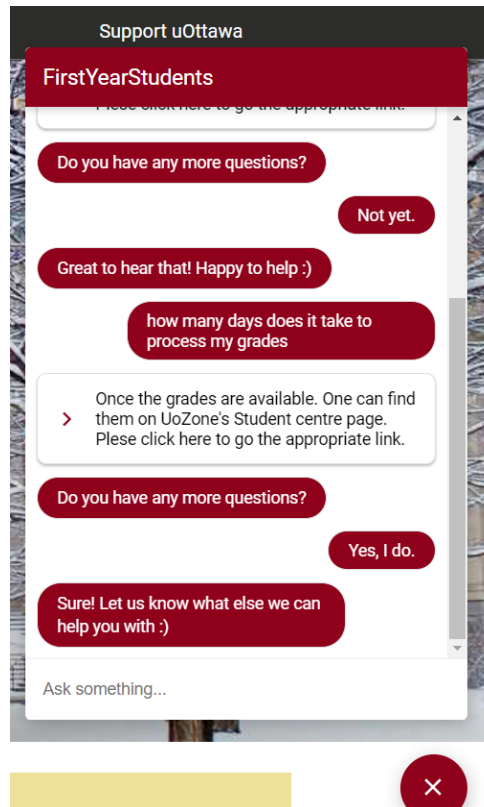 Support uOttawa
FirstYearStudents
Plese click here to go the appropriate link.
Do you have any more questions?
Not yet.
Great to hear that! Happy to help :)
how many days does it take to
process my grades
Once the grades are available. One can find
them on UoZone's Student centre page.
Plese click here to go the appropriate link.
Do you have any more questions?
Yes, I do.
Sure! Let us know what else we can
help you with :)
Ask something...